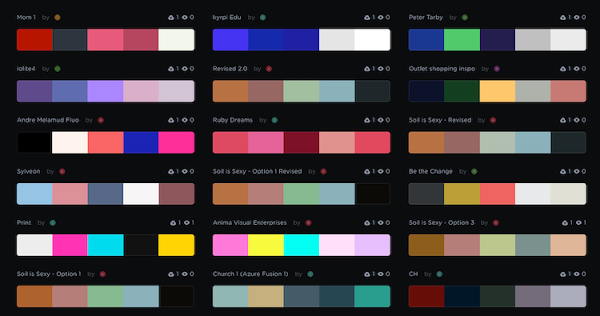 Mom 1 by 1 0
kynpi Edu by 1 0
Peter Tarby by 1 0
iolite4 by 1 0
Revised 2.0 by 1 0
Outlet shopping inspo by 1 0
Andre Melamud Fluo by 1 0
Ruby Dreams by 1 0
Soil is Sexy - Revised by 1 0
Sylveon by 1 0
Soil is Sexy - Option 1 Revised by 1 0
Be the Change by 1 0
Print by 1 0
Anima Visual Enterprises by 1 0
Soil is Sexy - Option 3 by 1 1
Soil is Sexy - Option 1 by 1 0
Church 1 (Azure Fusion 1) by 1 0
CH by 1 0